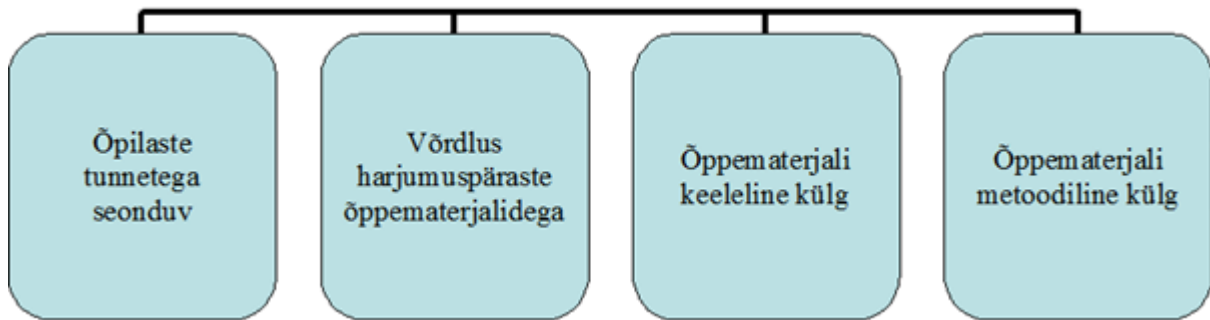 Õpilaste
tunnetega
seonduv
Võrdlus
harjumuspäraste
õppematerjalidega
Õppematerjali
keeleline külg
Õppematerjali
metoodiline külg